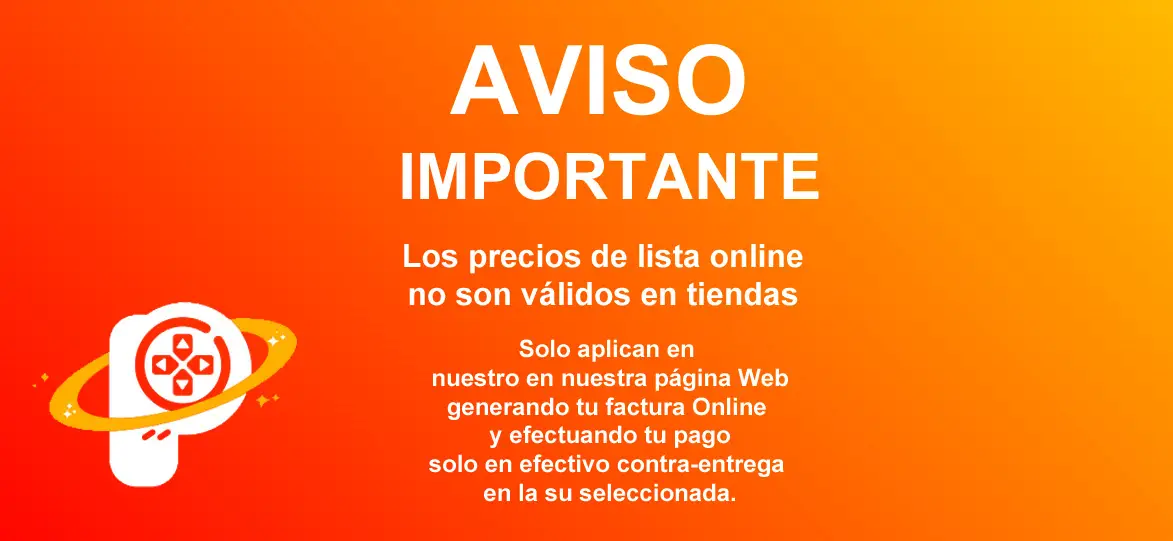 AVISO
IMPORTANTE
Los precios de lista online
no son válidos en tiendas
Solo aplican en
nuestro en nuestra página Web
generando tu factura Online
y efectuando tu pago
solo en efectivo contra-entrega
en la su seleccionada.